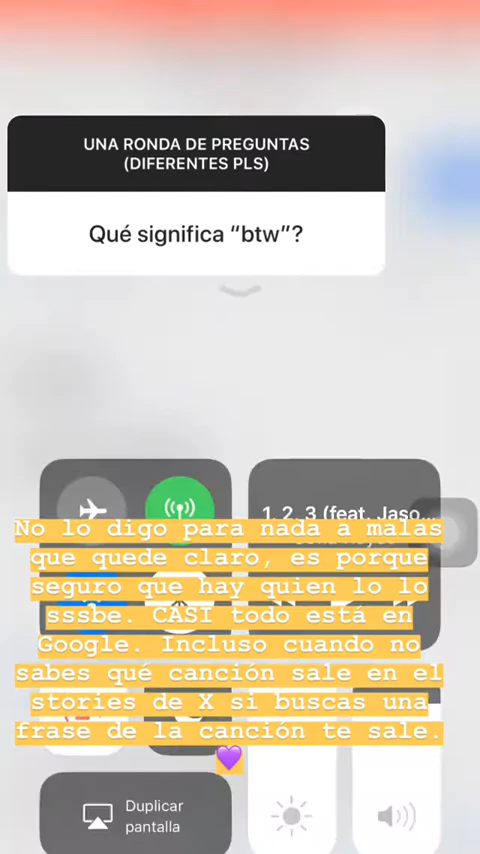 UNA RONDA DE PREGUNTAS
(DIFERENTES PLS)
Qué significa “btw”?
1, 2, 3 (feat. Jaso...
No lo digo para nada a malas
que quede claro, es porque
seguro que hay quien lo lo
sssbe. CASI todo está en
Google. Incluso cuando no
sabes qué canción sale en el
stories de X si buscas una
frase de la canción te sale.
💜
Duplicar
pantalla